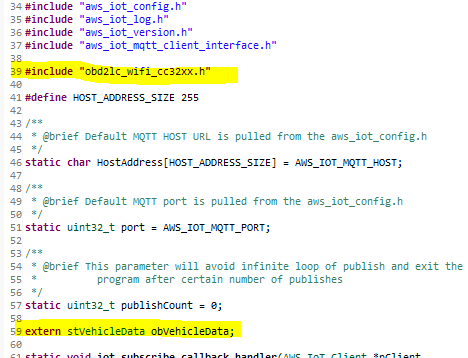 34 #include "aws_iot_config.h"
35 #include "aws_iot_log.h"
36 #include "aws_iot_version.h"
37 #include "aws_iot_mqtt_client_interface.h"
38
39 #include "obd2lc_wifi_cc32xx.h"
40
41 #define HOST_ADDRESS_SIZE 255
42
43 /**
44  * @brief Default MQTT HOST URL is pulled from the aws_iot_config.h
45  */
46 static char HostAddress[HOST_ADDRESS_SIZE] = AWS_IOT_MQTT_HOST;
47
48 /**
49  * @brief Default MQTT port is pulled from the aws_iot_config.h
50  */
51 static uint32_t port = AWS_IOT_MQTT_PORT;
52
53 /**
54  * @brief This parameter will avoid infinite loop of publish and exit the
55  *        program after certain number of publishes
56  */
57 static uint32_t publishCount = 0;
58
59 extern stVehicleData obVehicleData;
60
61 static void iot_subscribe_callback_handler(AWS_IoT_Client *pClient